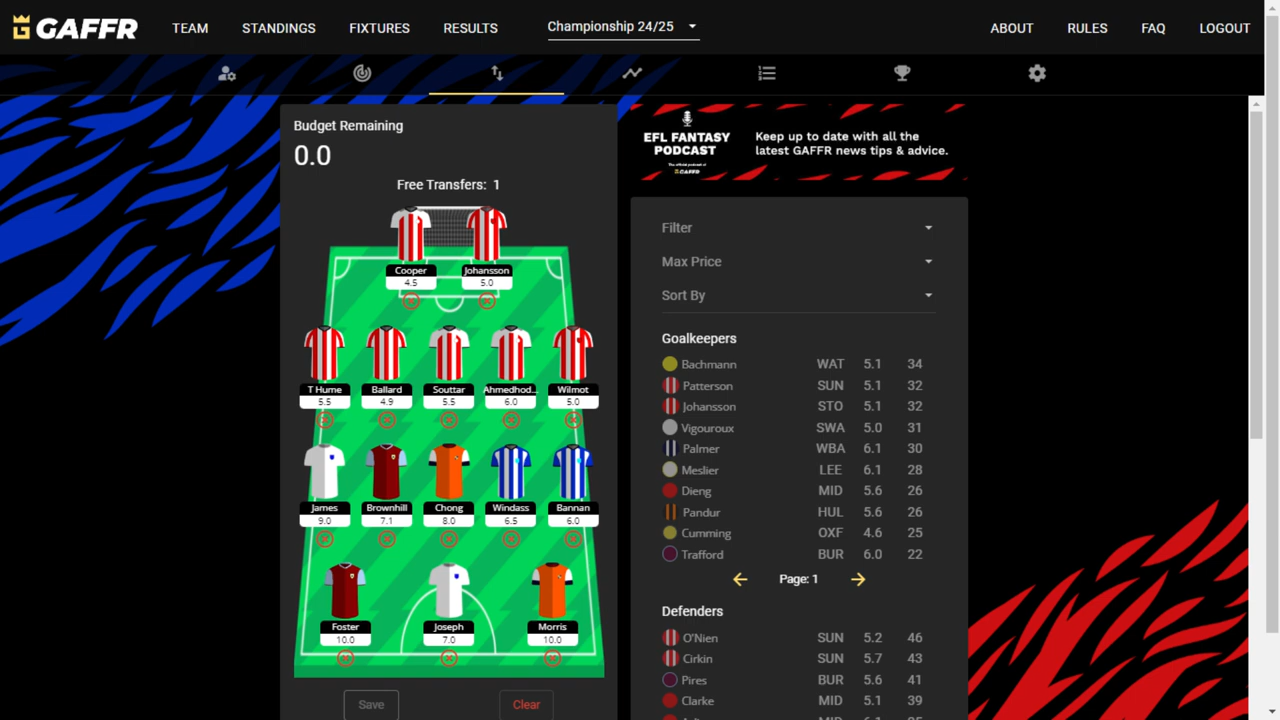 GAFFR TEAM STANDINGS FIXTURES RESULTS Championship 24/25 ABOUT RULES FAQ LOGOUT
Budget Remaining
0.0
Free Transfers: 1
Cooper Johansson
4.5 5.0
T Hume Ballard Souttar Ahmedhod... Wilmot
5.5 4.9 5.5 6.0 5.0
James Brownhill Chong Windass Bannan
9.0 7.1 8.0 6.5 6.0
Foster Joseph Morris
10.0 7.0 10.0
Save Clear
EFL FANTASY
PODCAST
The official podcast of
GAFFR
Keep up to date with all the
latest GAFFR news tips & advice.
Filter
Max Price
Sort By
Goalkeepers
Bachmann WAT 5.1 34
Patterson SUN 5.1 32
Johansson STO 5.1 32
Vigouroux SWA 5.0 31
Palmer WBA 6.1 30
Meslier LEE 6.1 28
Dieng MID 5.6 26
Pandur HUL 5.6 26
Cumming OXF 4.6 25
Trafford BUR 6.0 22
Page: 1
Defenders
O'Nien SUN 5.2 46
Cirkin SUN 5.7 43
Pires BUR 5.6 41
Clarke MID 5.1 39